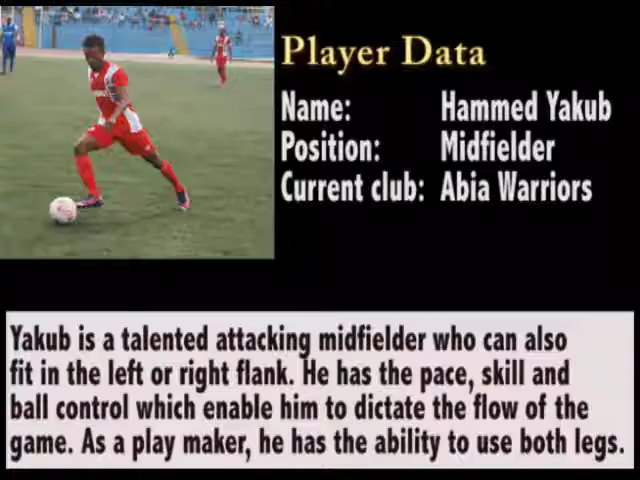 Player Data
Name: Hammed Yakub
Position: Midfielder
Current club: Abia Warriors
Yakub is a talented attacking midfielder who can also
fit in the left or right flank. He has the pace, skill and
ball control which enable him to dictate the flow of the
game. As a play maker, he has the ability to use both legs.